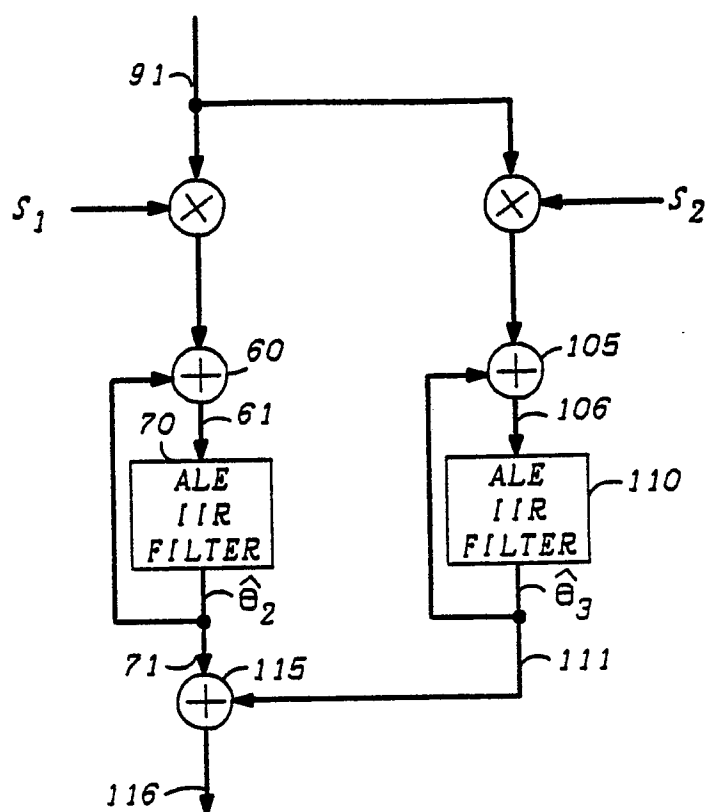 91
S1
S2
60
105
61
106
70
ALE
IIR
FILTER
ALE
IIR
FILTER
110
θ̂2
θ̂3
71
115
111
116